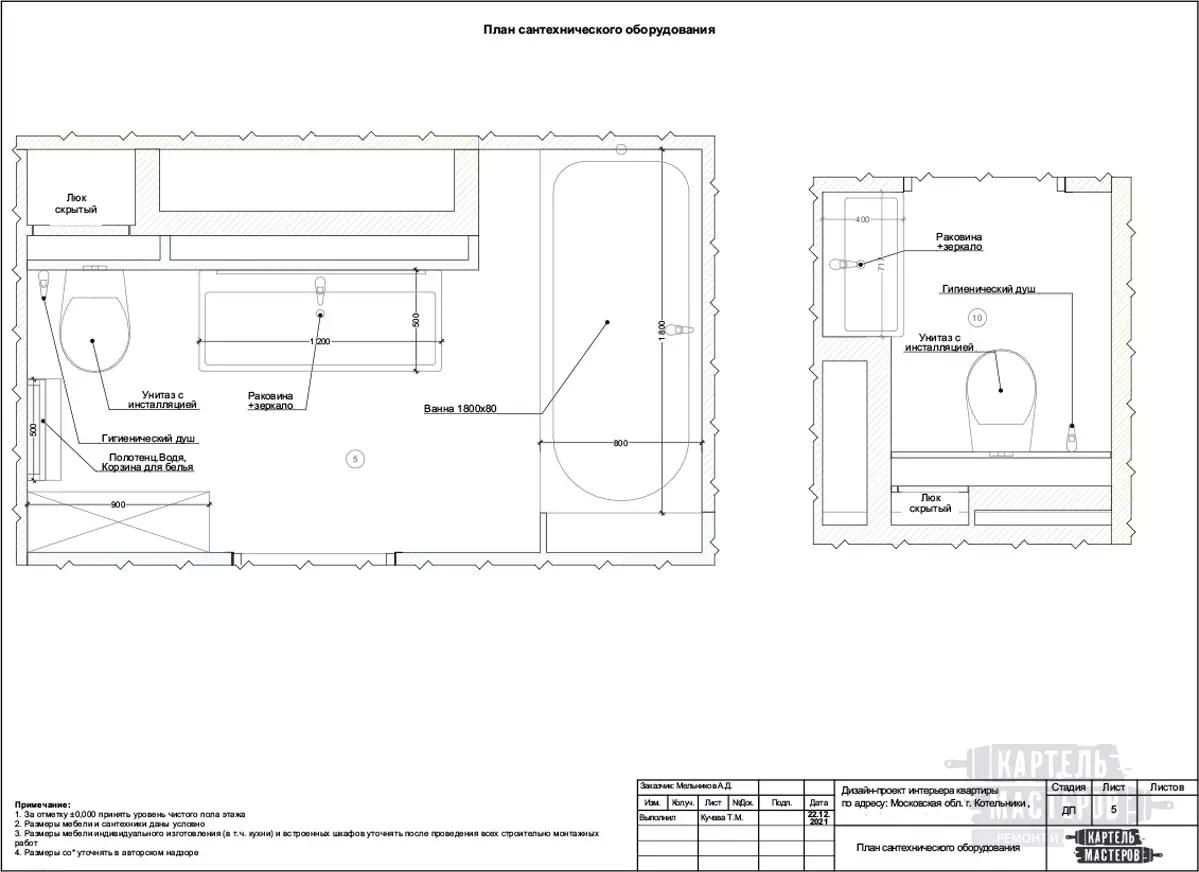 План сантехнического оборудования
Люк
скрытый
500
1 200
1 800
Унитаз с
инсталляцией
Раковина
+зеркало
Ванна 1800х80
Гигиенический душ
Полотенц.Водя,
Корзина для белья
500
5
800
900
400
717
Раковина
+зеркало
Гигиенический душ
10
Унитаз с
инсталляцией
Люк
скрытый
Примечание:
1. За отметку ±0,000 принять уровень чистого пола этажа
2. Размеры мебели и сантехники даны условно
3. Размеры мебели индивидуального изготовления (в т.ч. кухни) и встроенных шкафов уточнять после проведения всех строительно монтажных
работ
4. Размеры со* уточнять в авторском надзоре
Заказчик: Мельников А.Д.
Изм. Кол.уч. Лист №Док. Подп. Дата
Выполнил Кучева Т.М. 22.12.
2021
Дизайн-проект интерьера квартиры
по адресу: Московская обл. г. Котельники ,
Стадия Лист Листов
ДП 5
План сантехнического оборудования
КАРТЕЛЬ
МАСТЕРОВ
КАРТЕЛЬ
МАСТЕРОВ
РЕМОНТ И